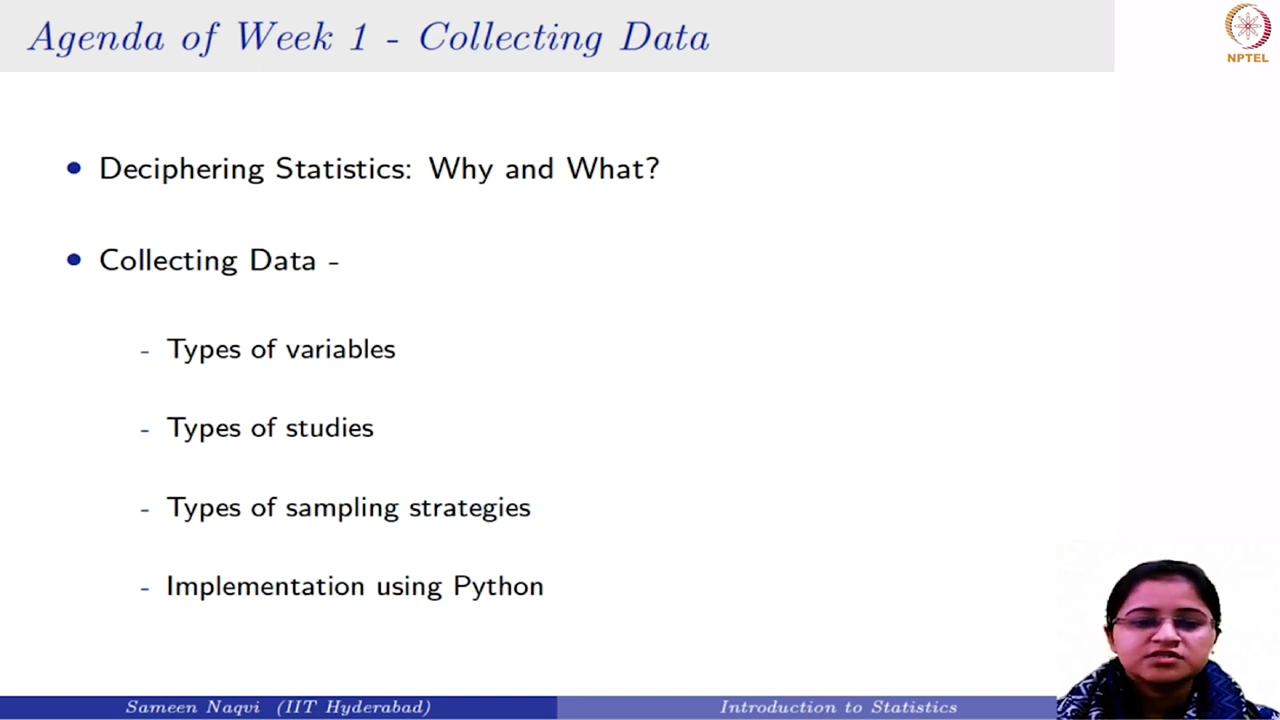 Agenda of Week 1 - Collecting Data
NPTEL
• Deciphering Statistics: Why and What?
• Collecting Data -
- Types of variables
- Types of studies
- Types of sampling strategies
- Implementation using Python
Sameen Naqvi (IIT Hyderabad)
Introduction to Statistics